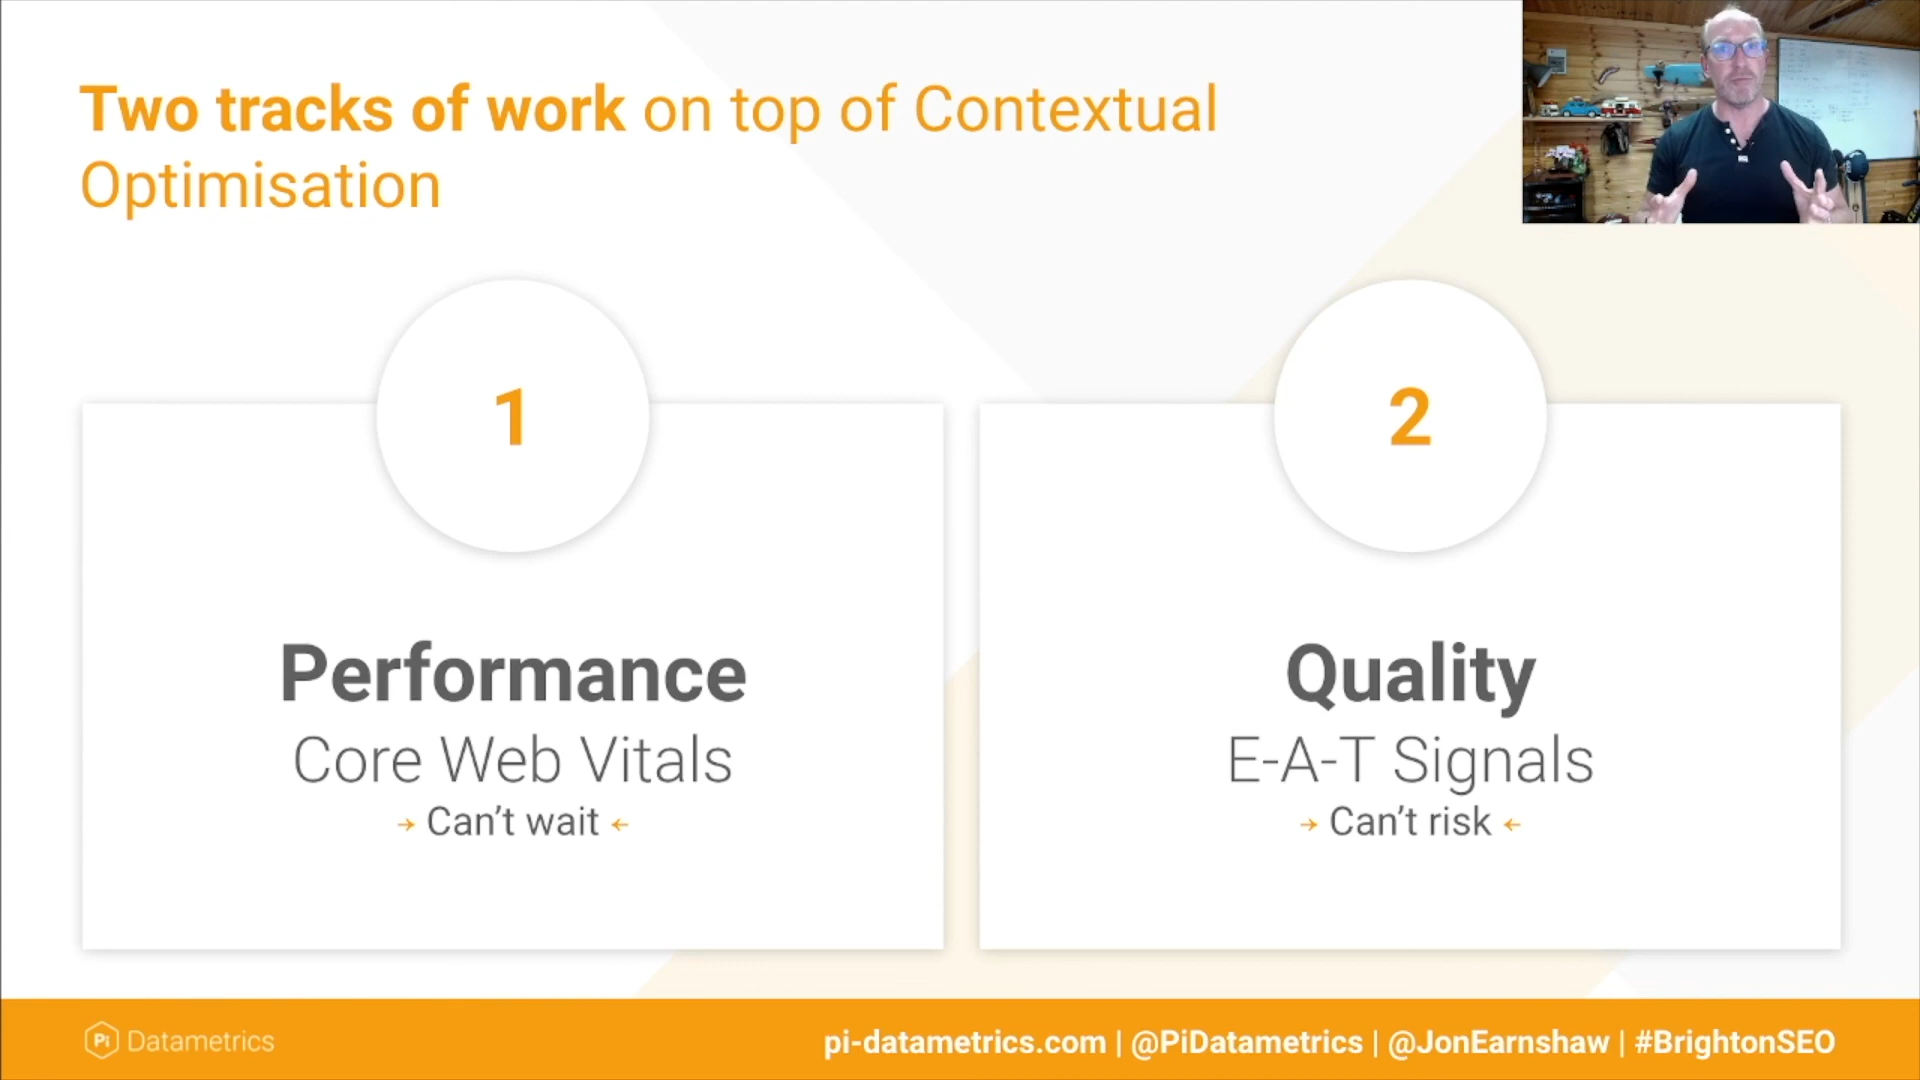 Two tracks of work on top of Contextual
Optimisation
1
Performance
Core Web Vitals
→ Can't wait ←
2
Quality
E-A-T Signals
→ Can't risk ←
Pi Datametrics
pi-datametrics.com | @PiDatametrics | @JonEarnshaw | #BrightonSEO